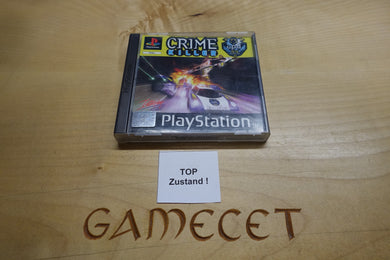 CRIME
KILLER
PlayStation
TOP
Zustand !
GAMECET